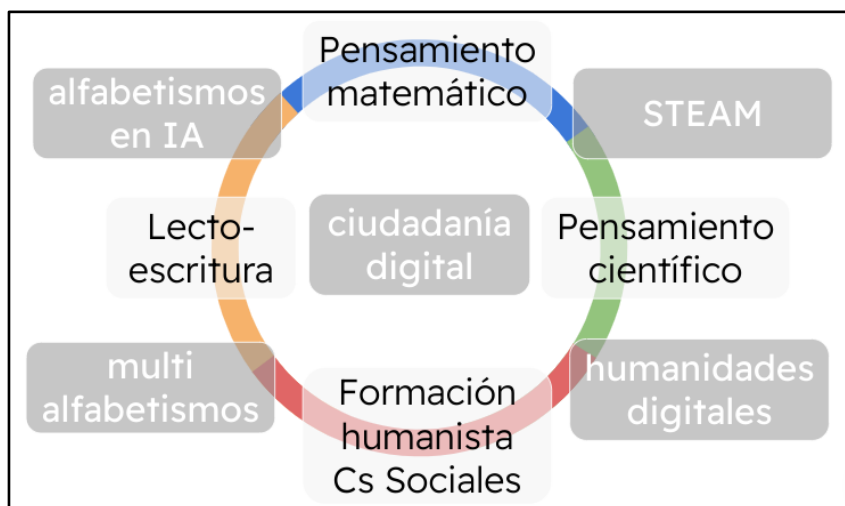 Pensamiento
matemático
alfabetismos
en IA
STEAM
Lecto-
escritura
ciudadanía
digital
Pensamiento
científico
multi
alfabetismos
Formación
humanista
Cs Sociales
humanidades
digitales